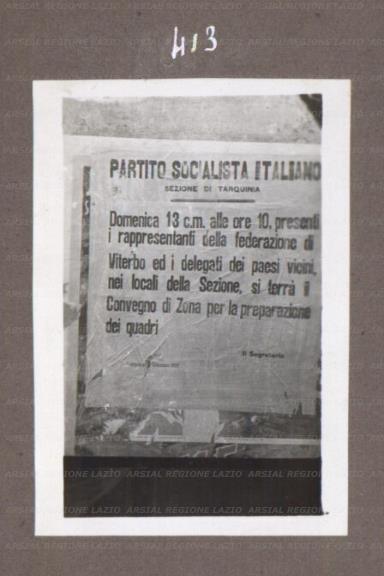 413
PARTITO SOCIALISTA ITALIANO
SEZIONE DI TARQUINIA
Domenica 13 c.m. alle ore 10, presenti
i rappresentanti della federazione di
Viterbo ed i delegati dei paesi vicini,
nei locali della Sezione, si terrà il
Convegno di Zona per la preparazione
dei quadri
Il Segretario
ARSIAL REGIONE LAZIO